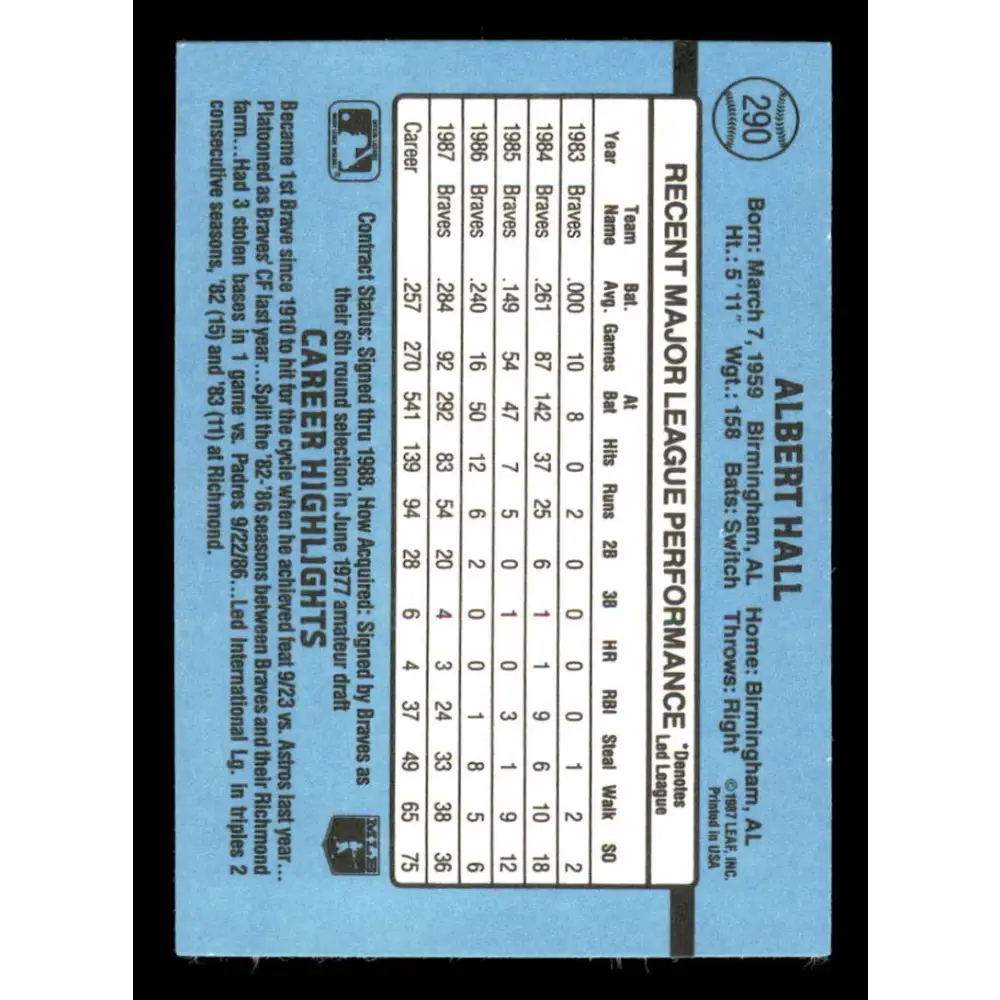 290
ALBERT HALL
Born: March 7, 1959 Birmingham, AL Home: Birmingham, AL
Ht.: 5'11" Wgt.: 158 Bats: Switch Throws: Right
©1987 LEAF, INC.
Printed in USA
RECENT MAJOR LEAGUE PERFORMANCE *Denotes Led League
Year Team Name Bat. Avg. Games At Bat Hits Runs 2B 3B HR RBI Steal Walk SO
1983 Braves .000 10 8 0 2 0 0 0 0 1 2 2
1984 Braves .261 87 142 37 25 6 1 1 9 6 10 18
1985 Braves .149 54 47 7 5 0 1 0 3 1 9 12
1986 Braves .240 16 50 12 6 2 0 0 1 8 5 6
1987 Braves .284 92 292 83 54 20 4 3 24 33 38 36
Career .257 270 541 139 94 28 6 4 37 49 65 75
Contract Status: Signed thru 1988. How Acquired: Signed by Braves as
their 6th round selection in June 1977 amateur draft
MLB
CAREER HIGHLIGHTS
Became 1st Brave since 1910 to hit for the cycle when he achieved feat 9/23 vs. Astros last year...
Platooned as Braves' CF last year...Split the '82-'86 seasons between Braves and their Richmond
farm...Had 3 stolen bases in 1 game vs. Padres 9/22/86...Led International Lg. in triples 2
consecutive seasons, '82 (15) and '83 (11) at Richmond.